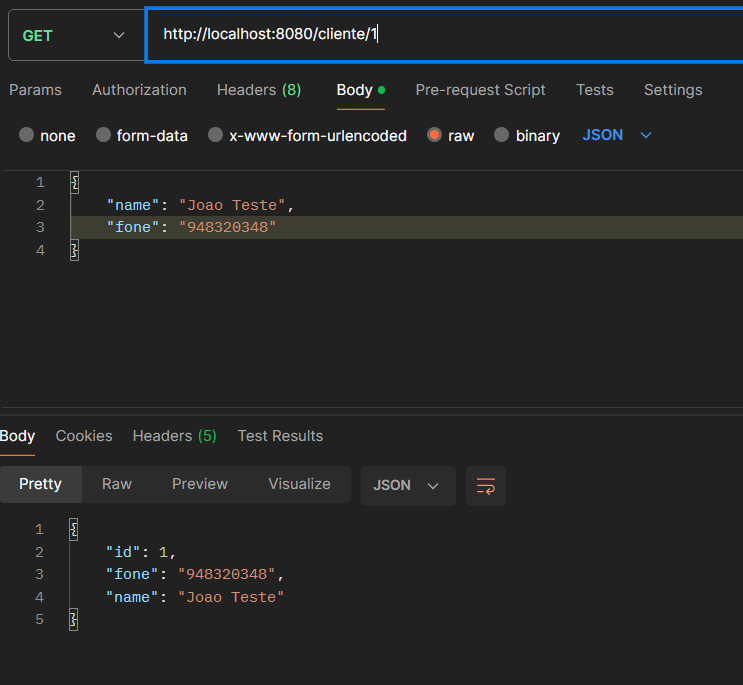 GET http://localhost:8080/cliente/1
Params Authorization Headers (8) Body Pre-request Script Tests Settings
none form-data x-www-form-urlencoded raw binary JSON
1 {
2 "name": "Joao Teste",
3 "fone": "948320348"
4 }
Body Cookies Headers (5) Test Results
Pretty Raw Preview Visualize JSON
1 {
2 "id": 1,
3 "fone": "948320348",
4 "name": "Joao Teste"
5 }